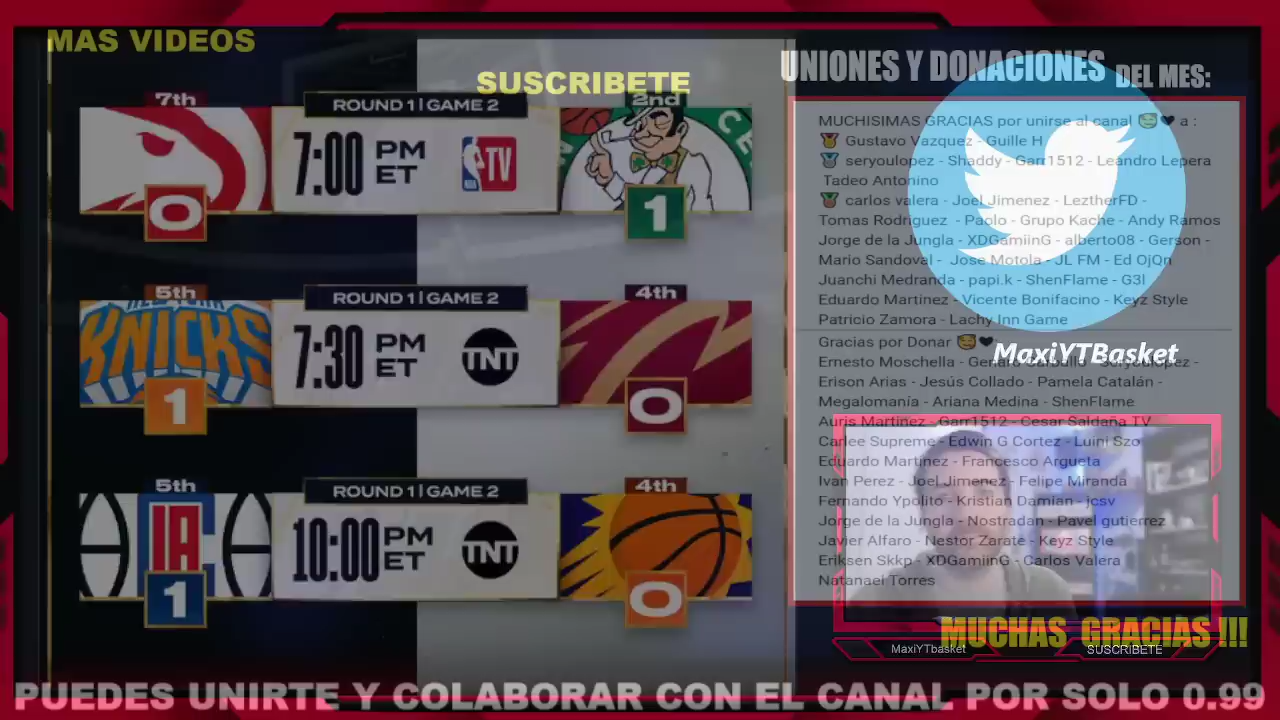 MAS VIDEOS
SUSCRIBETE
UNIONES Y DONACIONES DEL MES:
7th
ROUND 1 | GAME 2
2nd
7:00 PM ET
NBA TV
0
1
5th
ROUND 1 | GAME 2
4th
KNICKS
7:30 PM ET
TNT
1
0
5th
ROUND 1 | GAME 2
4th
LA
10:00 PM ET
TNT
1
0
MUCHISIMAS GRACIAS por unirse al canal 🥰❤ a :
🥇 Gustavo Vazquez - Guille H
🥈 seryoulopez - Shaddy - Garr1512 - Leandro Lepera
Tadeo Antonino
🥉 carlos valera - Joel Jimenez - LeztherFD -
Tomas Rodriguez - Paolo - Grupo Kache - Andy Ramos
Jorge de la Jungla - XDGamiinG - alberto08 - Gerson -
Mario Sandoval - Jose Motola - JL FM - Ed OjQn
Juanchi Medranda - papi.k - ShenFlame - G3l
Eduardo Martinez - Vicente Bonifacino - Keyz Style
Patricio Zamora - Lachy Inn Game
Gracias por Donar 🥰❤
MaxiYTBasket
Ernesto Moschella - Genaro Carballo - seryoulopez -
Erison Arias - Jesús Collado - Pamela Catalán -
Megalomanía - Ariana Medina - ShenFlame
Auris Martinez - Garr1512 - Cesar Saldaña TV
Carlee Supreme - Edwin G Cortez - Luini Szo
Eduardo Martinez - Francesco Argueta
Ivan Perez - Joel Jimenez - Felipe Miranda
Fernando Ypolito - Kristian Damian - jcsv
Jorge de la Jungla - Nostradan - Pavel gutierrez
Javier Alfaro - Nestor Zarate - Keyz Style
Eriksen Skkp - XDGamiinG - Carlos Valera
Natanael Torres
MUCHAS GRACIAS !!!
MaxiYTbasket
SUSCRIBETE
PUEDES UNIRTE Y COLABORAR CON EL CANAL POR SOLO 0.99